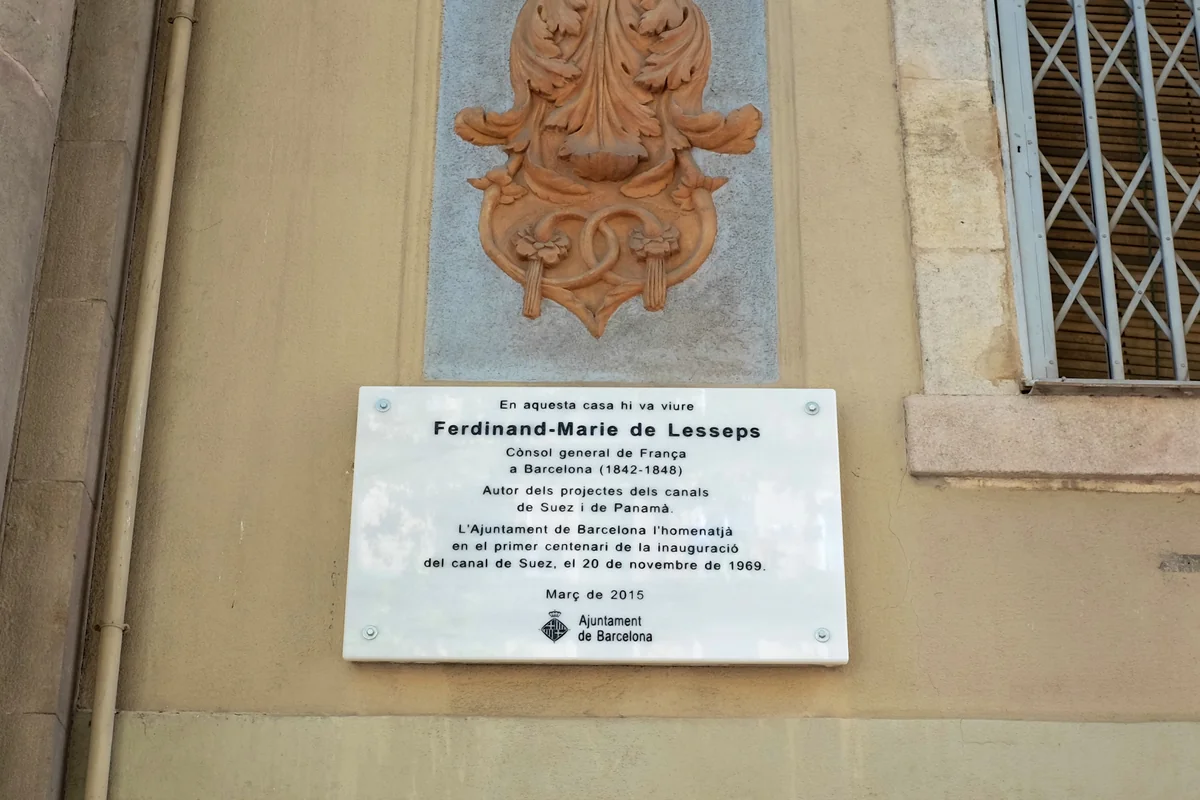 En aquesta casa hi va viure
Ferdinand-Marie de Lesseps
Cònsol general de França
a Barcelona (1842-1848)
Autor dels projectes dels canals
de Suez i de Panamà.
L'Ajuntament de Barcelona l'homenatjà
en el primer centenari de la inauguració
del canal de Suez, el 20 de novembre de 1969.
Març de 2015
Ajuntament
de Barcelona